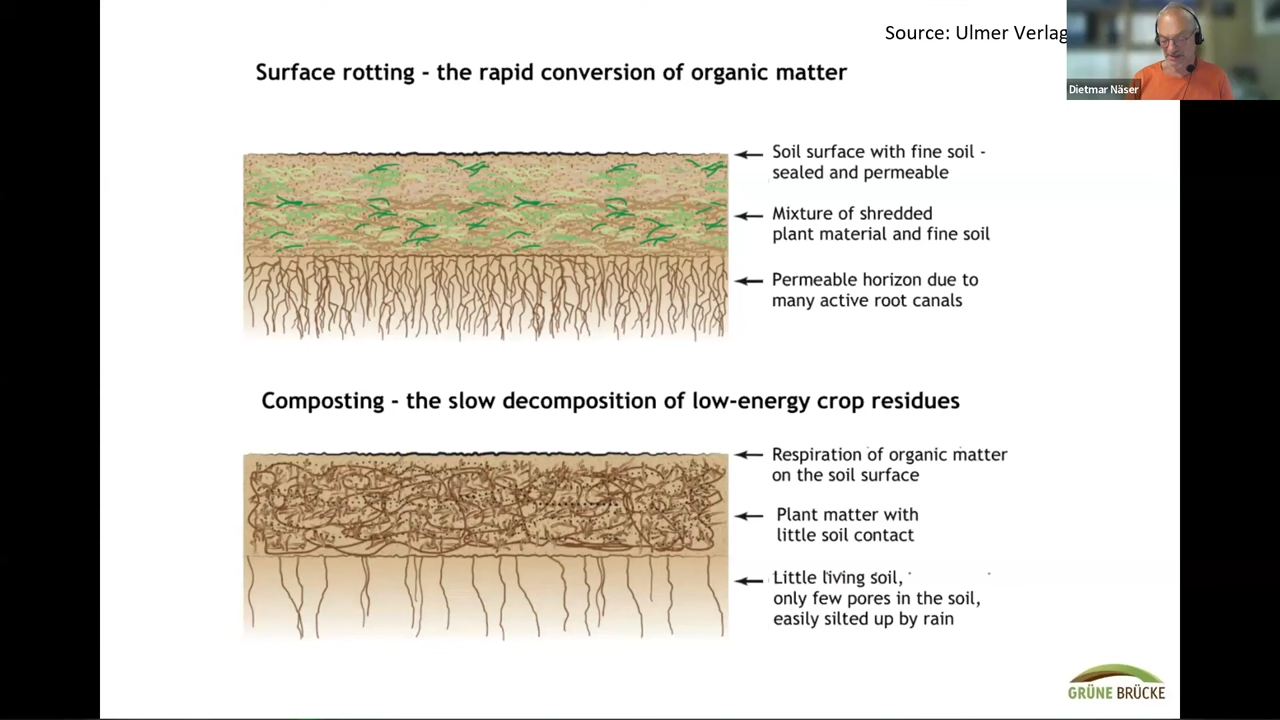 Source: Ulmer Verlag
Dietmar Näser
Surface rotting - the rapid conversion of organic matter
Soil surface with fine soil -
sealed and permeable
Mixture of shredded
plant material and fine soil
Permeable horizon due to
many active root canals
Composting - the slow decomposition of low-energy crop residues
Respiration of organic matter
on the soil surface
Plant matter with
little soil contact
Little living soil,
only few pores in the soil,
easily silted up by rain
GRÜNE BRÜCKE